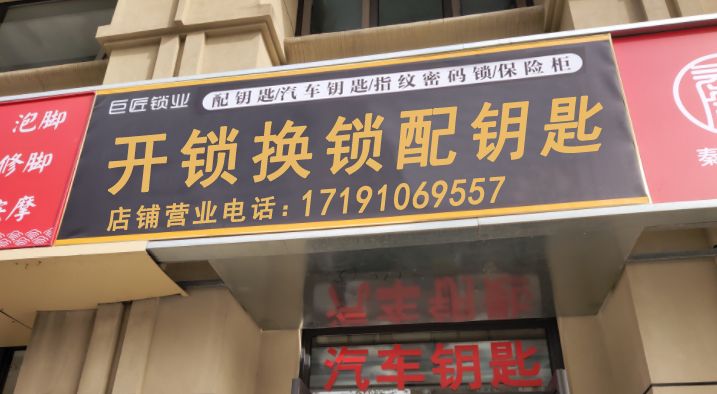 泡脚
修脚
按摩
巨匠锁业
配钥匙/汽车钥匙/指纹密码锁/保险柜
开锁换锁配钥匙
店铺营业电话：17191069557
秦
汽车钥匙